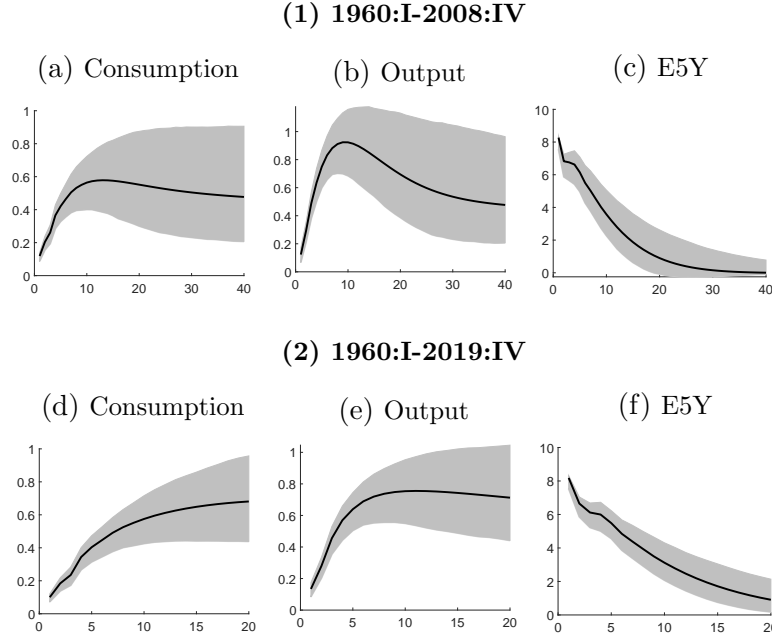 (1) 1960:I-2008:IV
(a) Consumption
(b) Output
(c) E5Y
1
0.8
0.6
0.4
0.2
0
0 10 20 30 40
1
0.8
0.6
0.4
0.2
0
0 10 20 30 40
10
8
6
4
2
0
0 10 20 30 40
(2) 1960:I-2019:IV
(d) Consumption
(e) Output
(f) E5Y
1
0.8
0.6
0.4
0.2
0
0 5 10 15 20
1
0.8
0.6
0.4
0.2
0
0 5 10 15 20
10
8
6
4
2
0
0 5 10 15 20